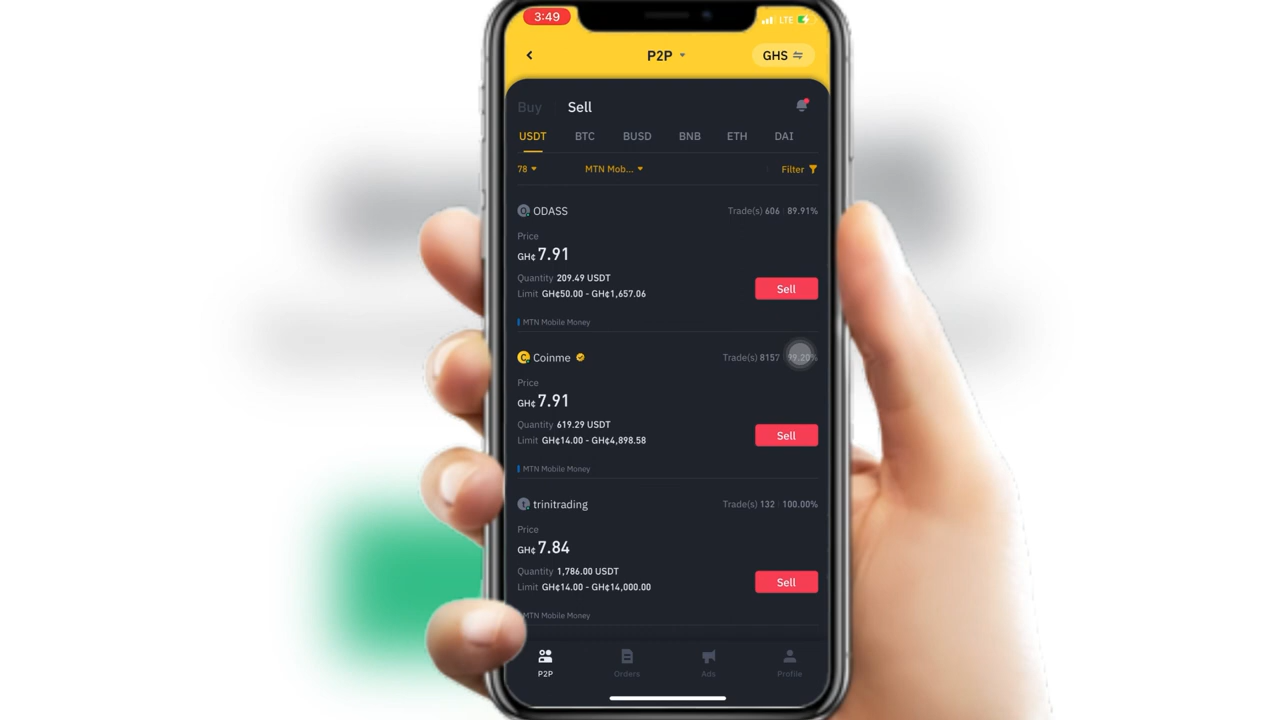 3:49
LTE
P2P
GHS
Buy Sell
USDT BTC BUSD BNB ETH DAI
78 MTN Mob... Filter
ODASS Trade(s) 606 89.91%
Price
GH¢ 7.91
Quantity 209.49 USDT
Sell
Limit GH¢50.00 - GH¢1,657.06
MTN Mobile Money
Coinme Trade(s) 8157 99.20%
Price
GH¢ 7.91
Quantity 619.29 USDT
Sell
Limit GH¢14.00 - GH¢4,898.58
MTN Mobile Money
trinitrading Trade(s) 132 100.00%
Price
GH¢ 7.84
Quantity 1,786.00 USDT
Sell
Limit GH¢14.00 - GH¢14,000.00
MTN Mobile Money
P2P Orders Ads Profile